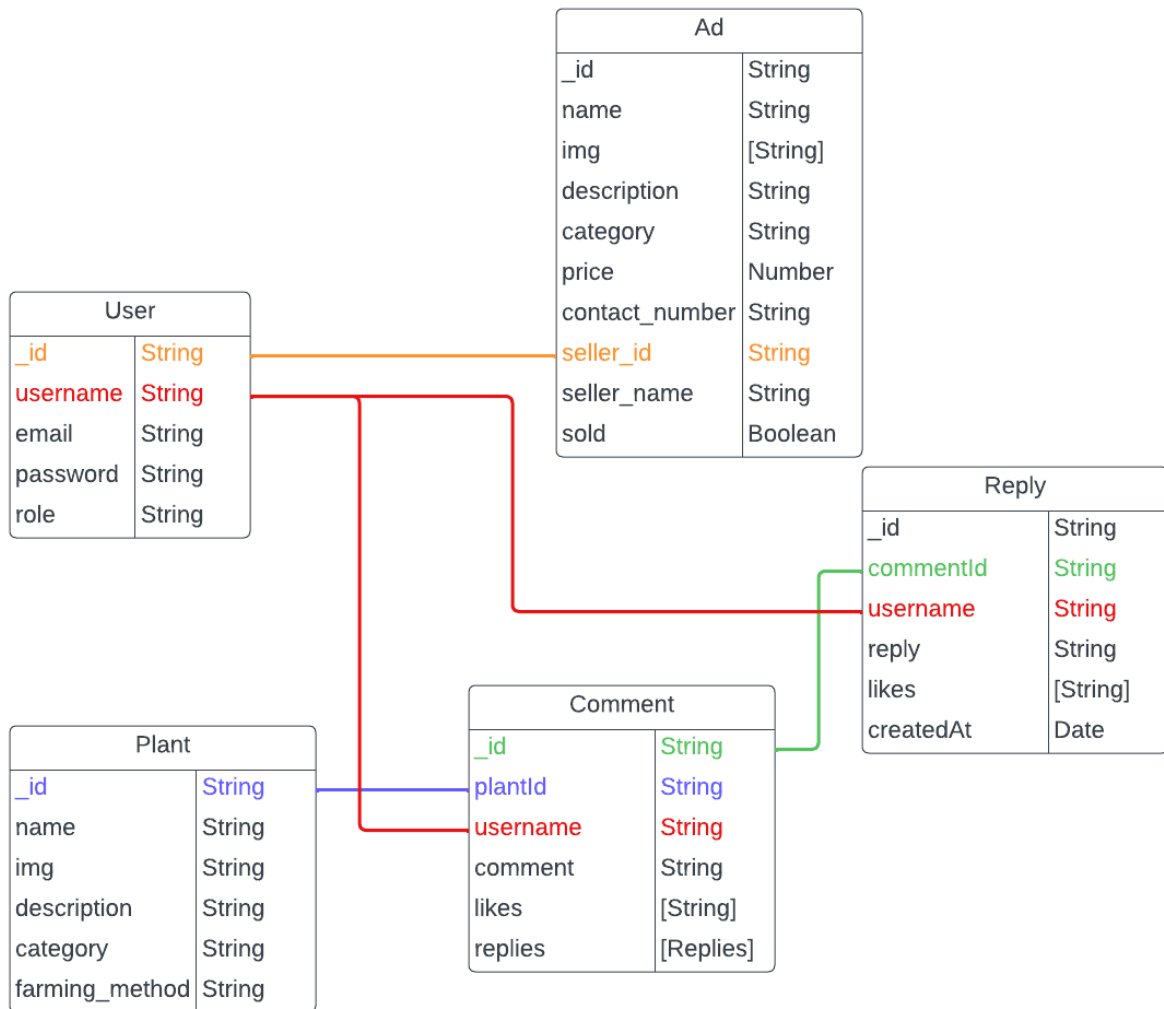 Ad
_id String
name String
img [String]
description String
category String
price Number
contact_number String
seller_id String
seller_name String
sold Boolean
User
_id String
username String
email String
password String
role String
Reply
_id String
commentId String
username String
reply String
likes [String]
createdAt Date
Comment
_id String
plantId String
username String
comment String
likes [String]
replies [Replies]
Plant
_id String
name String
img String
description String
category String
farming_method String